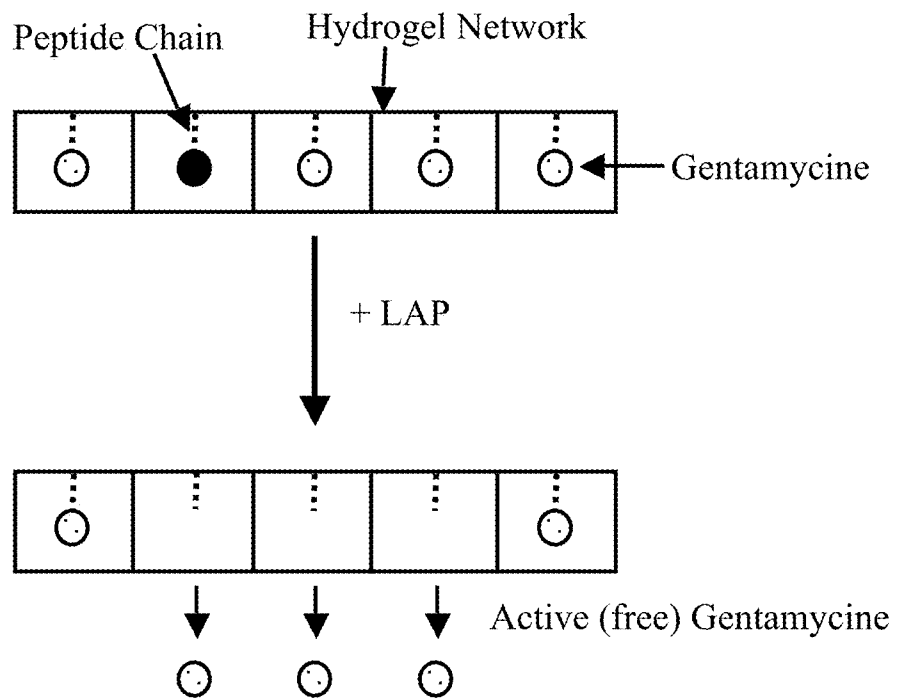 Peptide Chain
Hydrogel Network
Gentamycine
+ LAP
Active (free) Gentamycine